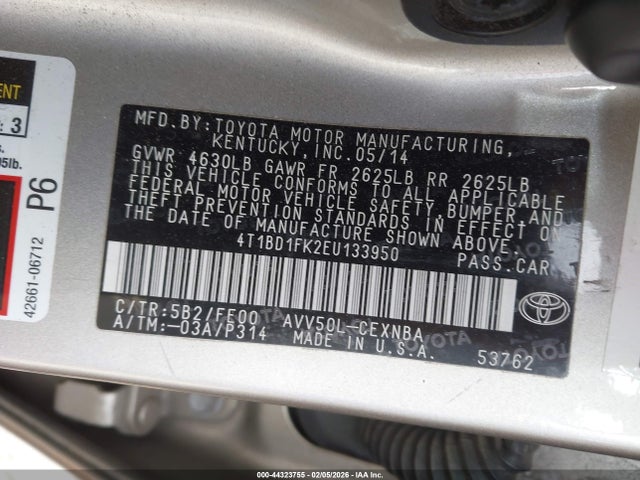 MFD.BY:TOYOTA MOTOR MANUFACTURING,
KENTUCKY, INC. 05/14
GVWR 4630LB GAWR FR 2625LB RR 2625LB
THIS VEHICLE CONFORMS TO ALL APPLICABLE
FEDERAL MOTOR VEHICLE SAFETY,BUMPER,AND
THEFT PREVENTION STANDARDS IN EFFECT ON
THE DATE OF MANUFACTURE SHOWN ABOVE.
4T1BD1FK2EU133950 PASS.CAR
C/TR:5B2/FE00 AVV50L-CEXNBA
A/TM:-03A/P314 MADE IN U.S.A. 53762
TOYOTA
: 3
P6
42661-06712
000-44323755 - 02/05/2026 - IAA, Inc.